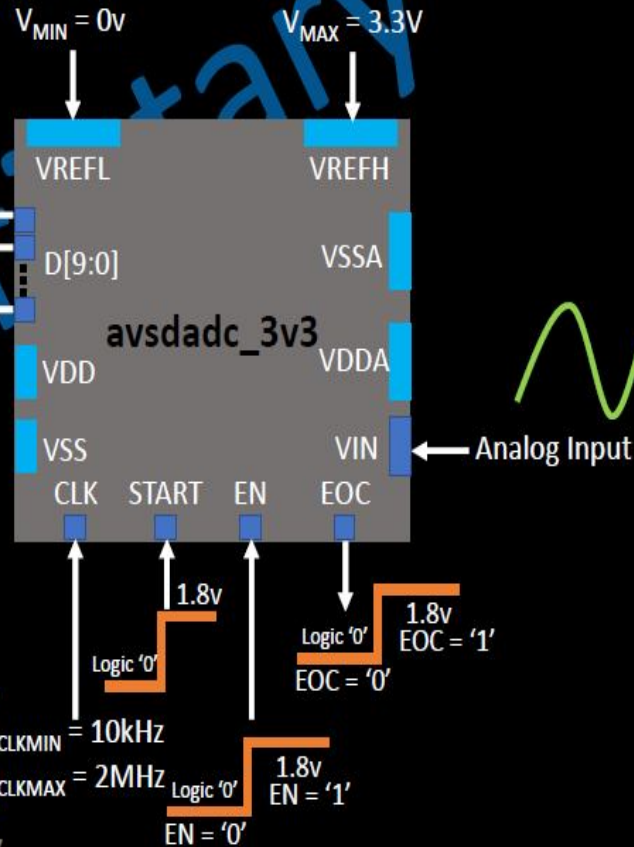 VMIN = 0v
VMAX = 3.3V
VREFL
VREFH
D[9:0]
VSSA
avsdadc_3v3
VDD
VDDA
VSS
VIN
Analog Input
CLK START EN EOC
1.8v
Logic ‘0’
Logic ‘0’
1.8v
EOC = ‘1’
EOC = ‘0’
CLKMIN = 10kHz
CLKMAX = 2MHz
Logic ‘0’
1.8v
EN = ‘1’
EN = ‘0’